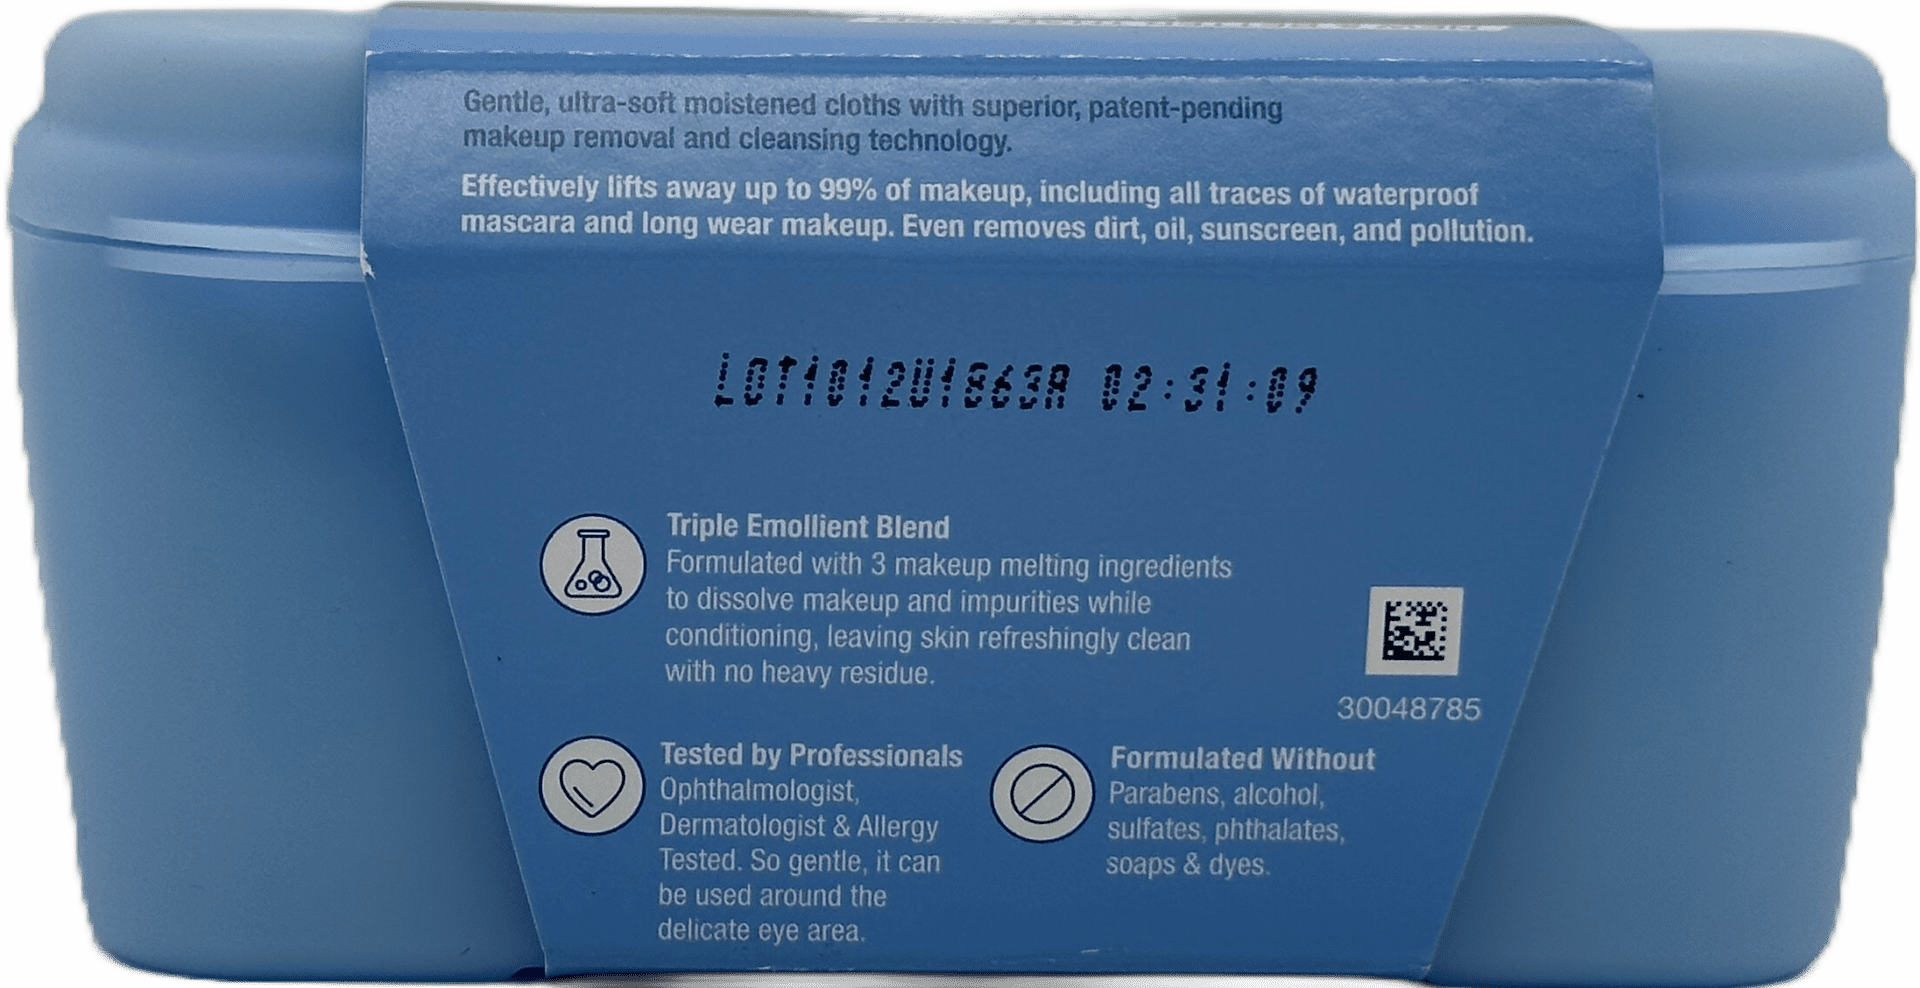 Gentle, ultra-soft moistened cloths with superior, patent-pending
makeup removal and cleansing technology.
Effectively lifts away up to 99% of makeup, including all traces of waterproof
mascara and long wear makeup. Even removes dirt, oil, sunscreen, and pollution.
LOT1012U1863A 02:31:09
Triple Emollient Blend
Formulated with 3 makeup melting ingredients
to dissolve makeup and impurities while
conditioning, leaving skin refreshingly clean
with no heavy residue.
30048785
Tested by Professionals
Ophthalmologist,
Dermatologist & Allergy
Tested. So gentle, it can
be used around the
delicate eye area.
Formulated Without
Parabens, alcohol,
sulfates, phthalates,
soaps & dyes.